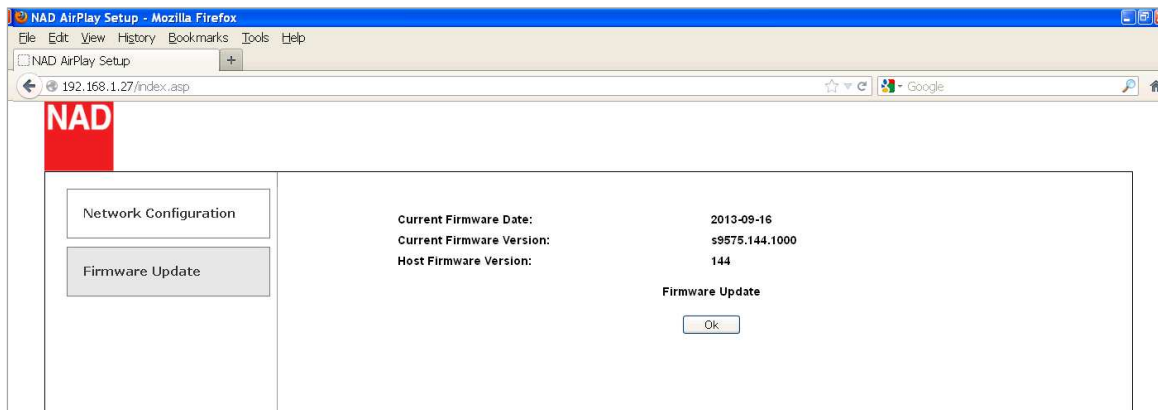 NAD AirPlay Setup - Mozilla Firefox
File Edit View History Bookmarks Tools Help
NAD AirPlay Setup +
192.168.1.27/index.asp Google
NAD
Network Configuration
Firmware Update
Current Firmware Date: 2013-09-16
Current Firmware Version: s9575.144.1000
Host Firmware Version: 144
Firmware Update
Ok